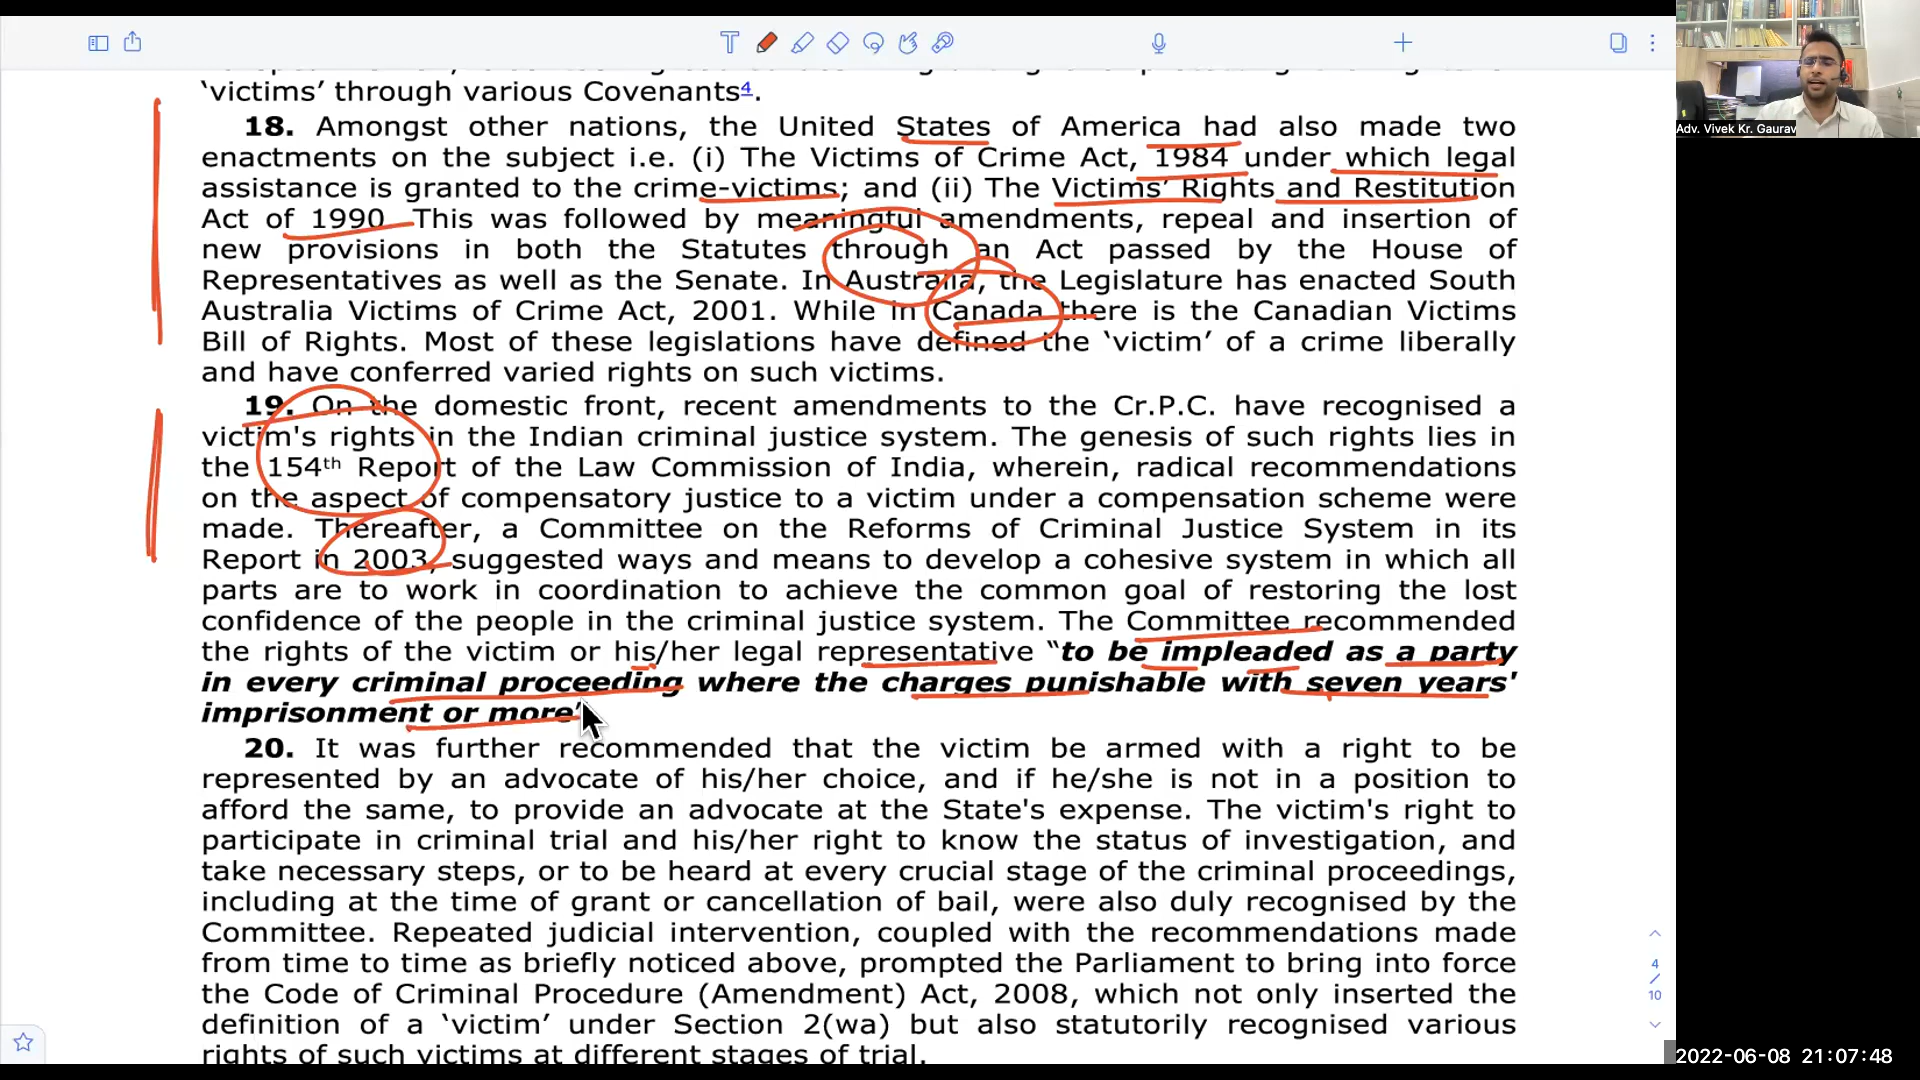 ‘victims’ through various Covenants4.
18. Amongst other nations, the United States of America had also made two
enactments on the subject i.e. (i) The Victims of Crime Act, 1984 under which legal
assistance is granted to the crime-victims; and (ii) The Victims’ Rights and Restitution
Act of 1990. This was followed by meaningful amendments, repeal and insertion of
new provisions in both the Statutes through an Act passed by the House of
Representatives as well as the Senate. In Australia, the Legislature has enacted South
Australia Victims of Crime Act, 2001. While in Canada there is the Canadian Victims
Bill of Rights. Most of these legislations have defined the ‘victim’ of a crime liberally
and have conferred varied rights on such victims.
19. On the domestic front, recent amendments to the Cr.P.C. have recognised a
victim's rights in the Indian criminal justice system. The genesis of such rights lies in
the 154th Report of the Law Commission of India, wherein, radical recommendations
on the aspect of compensatory justice to a victim under a compensation scheme were
made. Thereafter, a Committee on the Reforms of Criminal Justice System in its
Report in 2003, suggested ways and means to develop a cohesive system in which all
parts are to work in coordination to achieve the common goal of restoring the lost
confidence of the people in the criminal justice system. The Committee recommended
the rights of the victim or his/her legal representative “to be impleaded as a party
in every criminal proceeding where the charges punishable with seven years'
imprisonment or more”
20. It was further recommended that the victim be armed with a right to be
represented by an advocate of his/her choice, and if he/she is not in a position to
afford the same, to provide an advocate at the State's expense. The victim's right to
participate in criminal trial and his/her right to know the status of investigation, and
take necessary steps, or to be heard at every crucial stage of the criminal proceedings,
including at the time of grant or cancellation of bail, were also duly recognised by the
Committee. Repeated judicial intervention, coupled with the recommendations made
from time to time as briefly noticed above, prompted the Parliament to bring into force
the Code of Criminal Procedure (Amendment) Act, 2008, which not only inserted the
definition of a ‘victim’ under Section 2(wa) but also statutorily recognised various
rights of such victims at different stages of trial.
4
/
10
Adv. Vivek Kr. Gaurav
2022-06-08 21:07:48